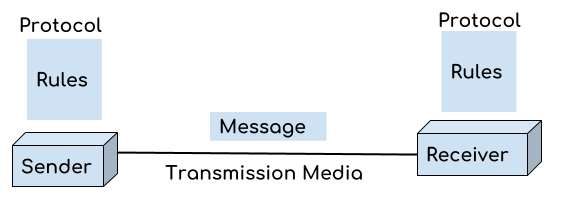 Protocol
Rules
Protocol
Rules
Message
Sender
Receiver
Transmission Media